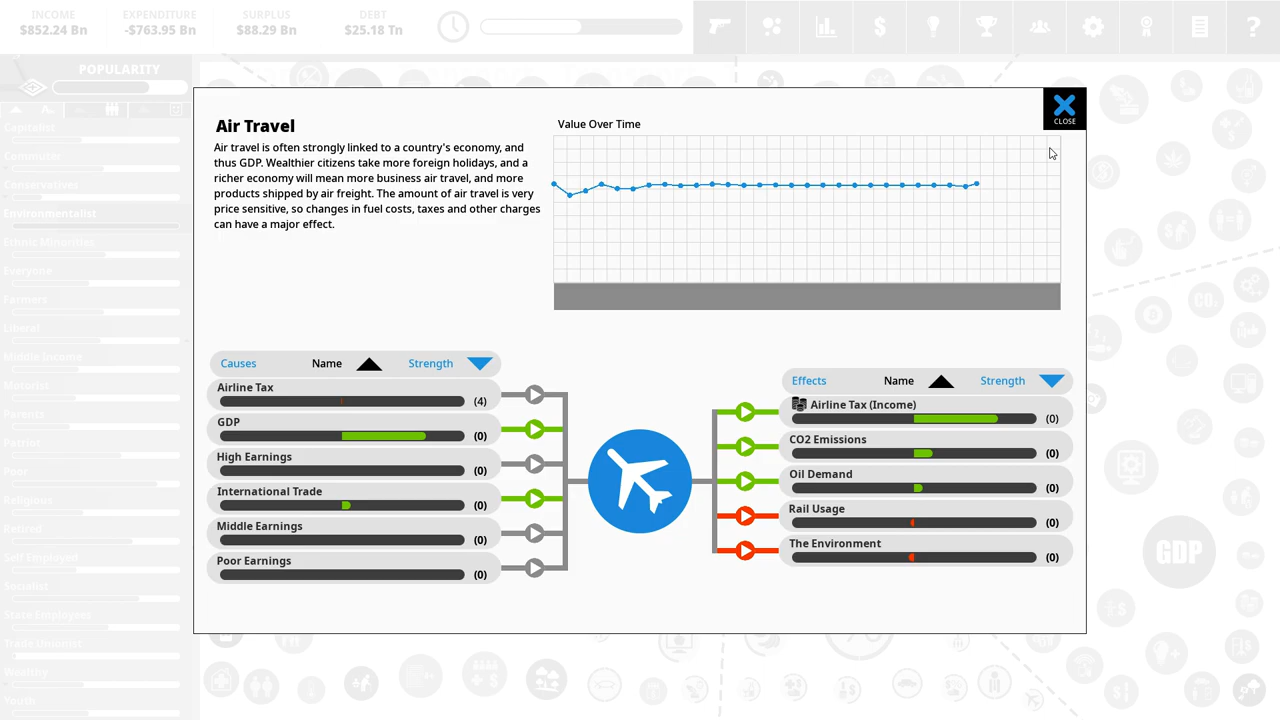 INCOME
$852.24 Bn
EXPENDITURE
-$763.95 Bn
SURPLUS
$88.29 Bn
DEBT
$25.18 Tn
POPULARITY
Capitalist
Commuter
Conservatives
Environmentalist
Ethnic Minorities
Everyone
Farmers
Liberal
Middle Income
Motorist
Parents
Patriot
Poor
Religious
Retired
Self Employed
Socialist
State Employees
Trade Unionist
Wealthy
Youth
CLOSE
Air Travel
Air travel is often strongly linked to a country's economy, and
thus GDP. Wealthier citizens take more foreign holidays, and a
richer economy will mean more business air travel, and more
products shipped by air freight. The amount of air travel is very
price sensitive, so changes in fuel costs, taxes and other charges
can have a major effect.
Value Over Time
Causes Name Strength
Airline Tax
(4)
GDP
(0)
High Earnings
(0)
International Trade
(0)
Middle Earnings
(0)
Poor Earnings
(0)
Effects Name Strength
Airline Tax (Income)
(0)
CO2 Emissions
(0)
Oil Demand
(0)
Rail Usage
(0)
The Environment
(0)
GDP